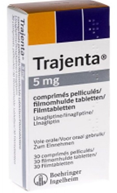 Trajenta®
5 mg
comprimés pelliculés/
filmomhulde tabletten/
Filmtabletten
Linagliptine/linagliptine/
Linagliptin
Voie orale/Voor oraal gebruik/
Zum Einnehmen
30 comprimés pelliculés/
30 filmomhulde tabletten/
30 Filmtabletten
Boehringer
Ingelheim